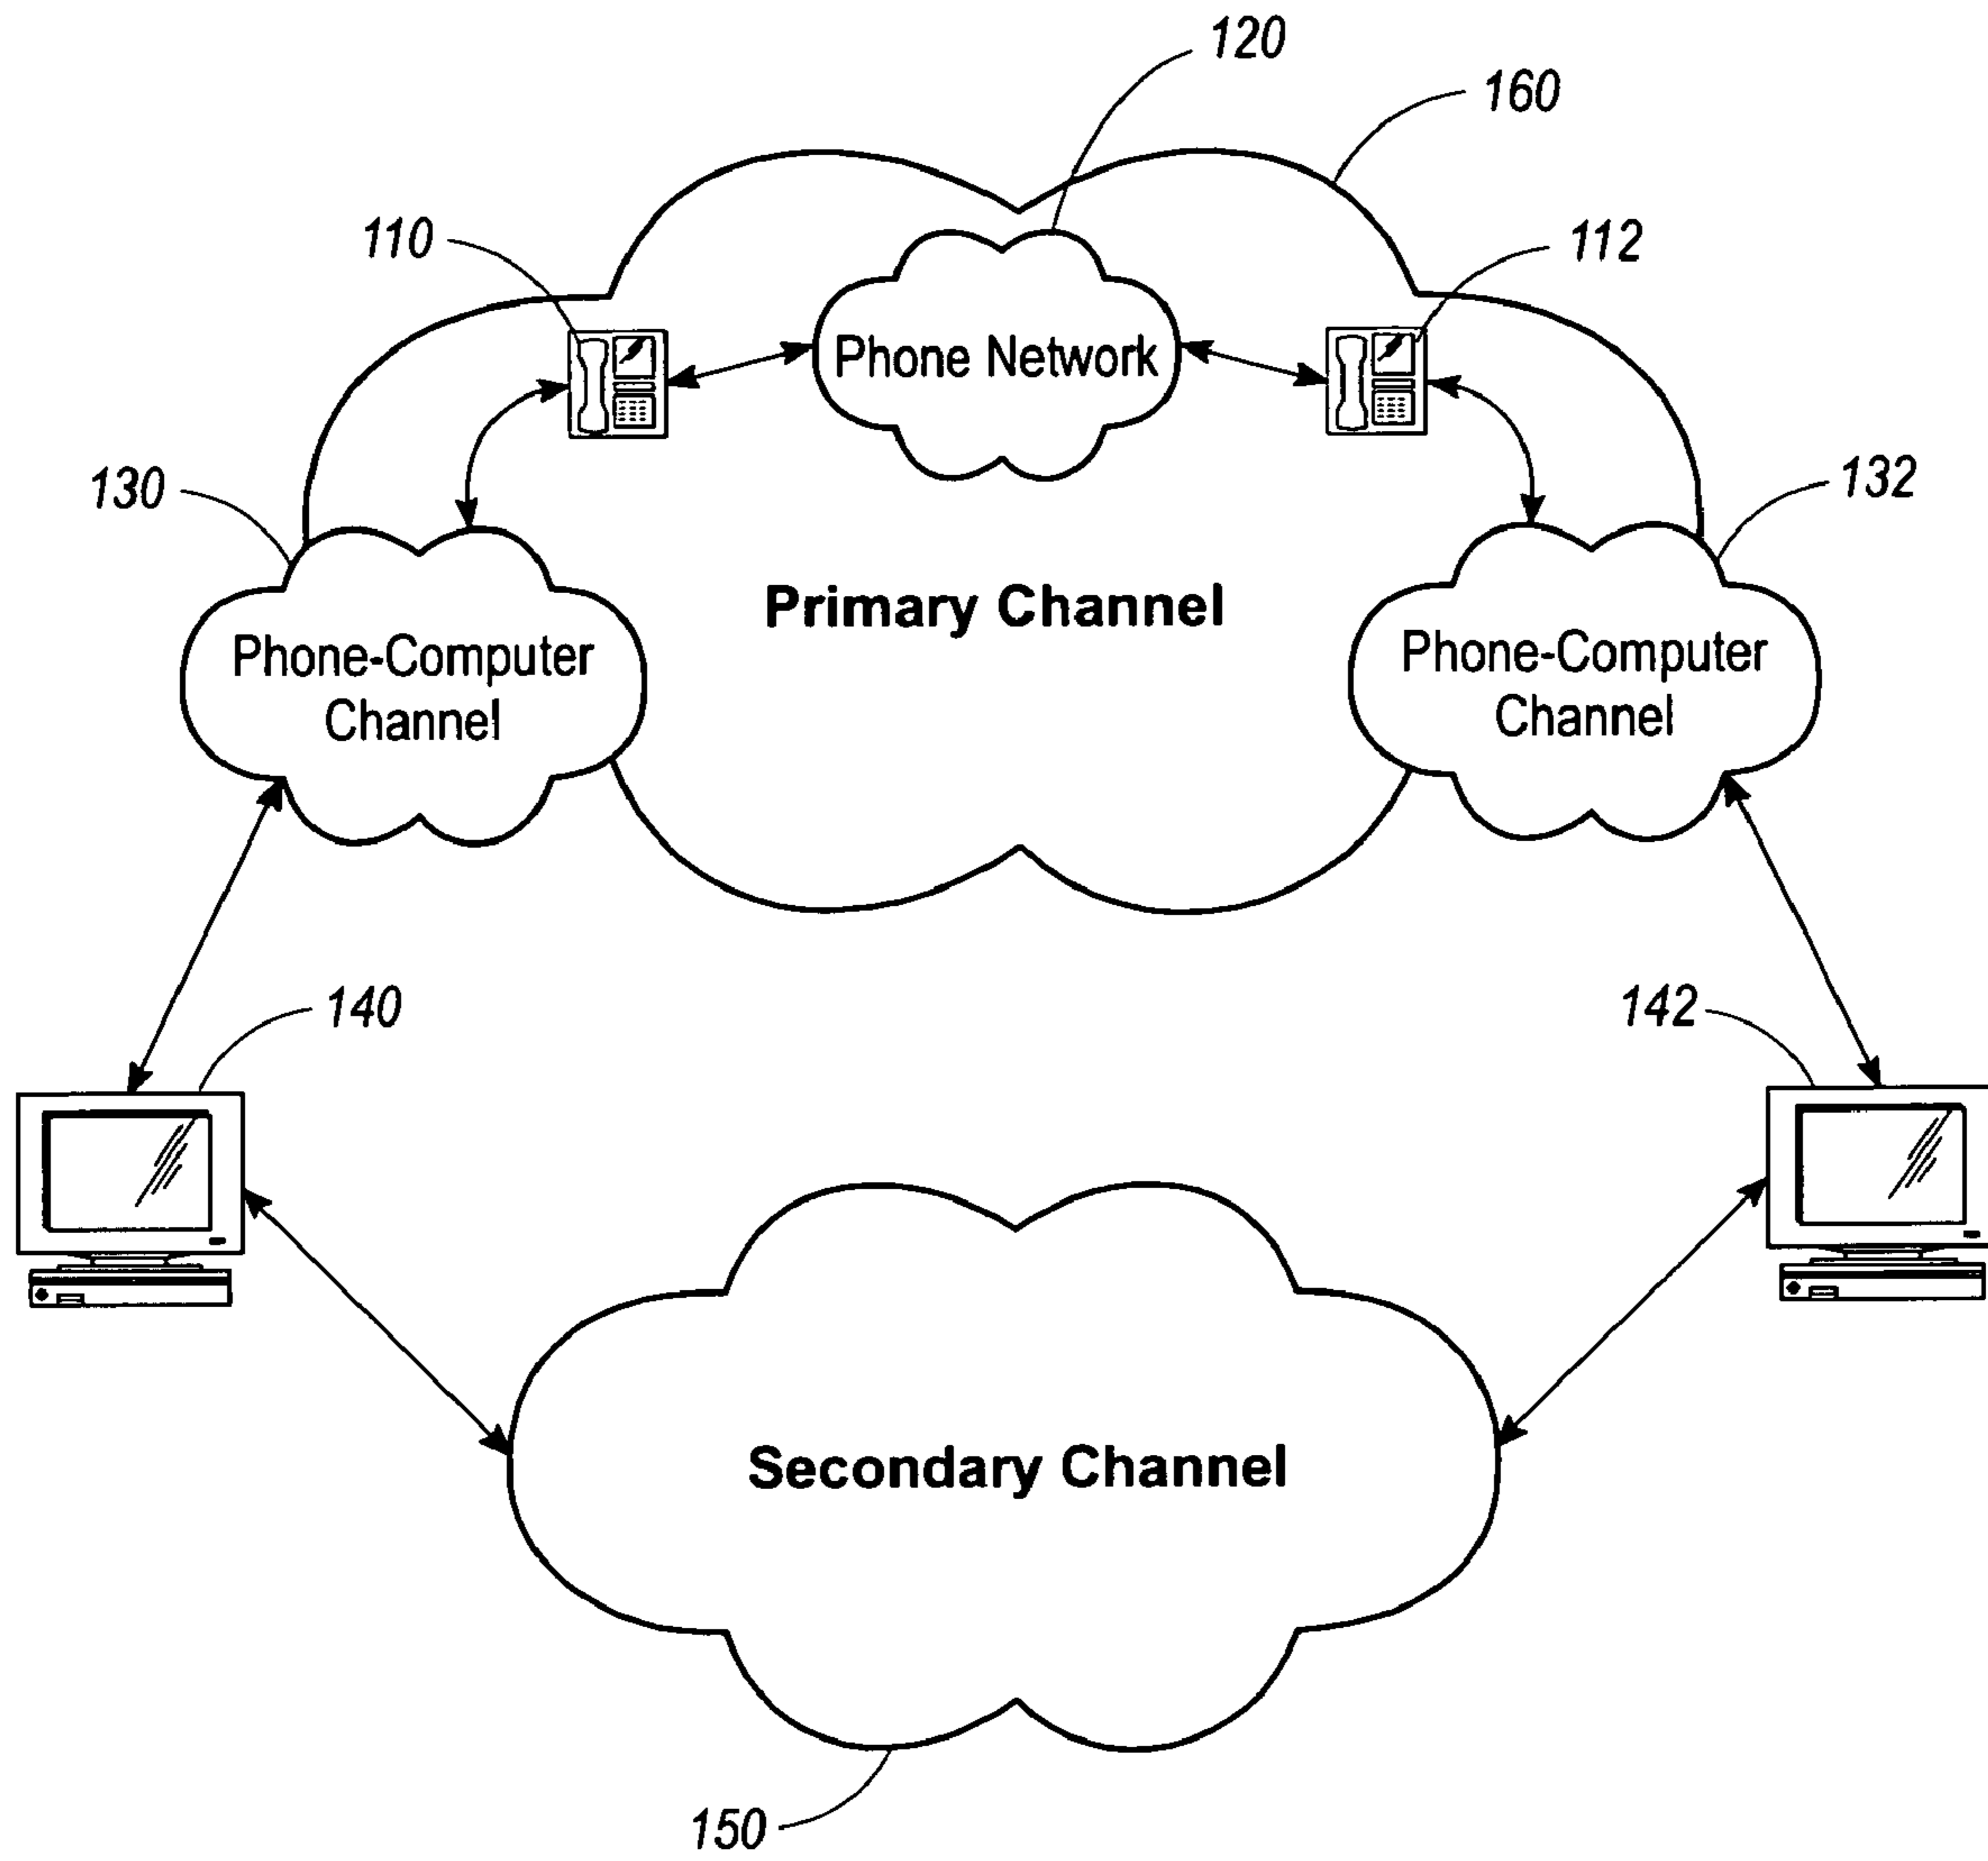 120
160
110
112
Phone Network
130
132
Primary Channel
Phone-Computer
Channel
Phone-Computer
Channel
140
142
Secondary Channel
150